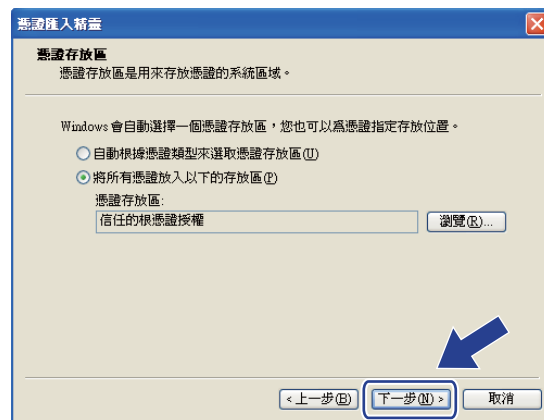 憑證匯入精靈
憑證存放區
憑證存放區是用來存放憑證的系統區域。
Windows 會自動選擇一個憑證存放區，您也可以為憑證指定存放位置。
自動根據憑證類型來選取憑證存放區(U)
將所有憑證放入以下的存放區(P)
憑證存放區:
信任的根憑證授權
瀏覽(R)...
<上一步(B) 下一步(N)> 取消